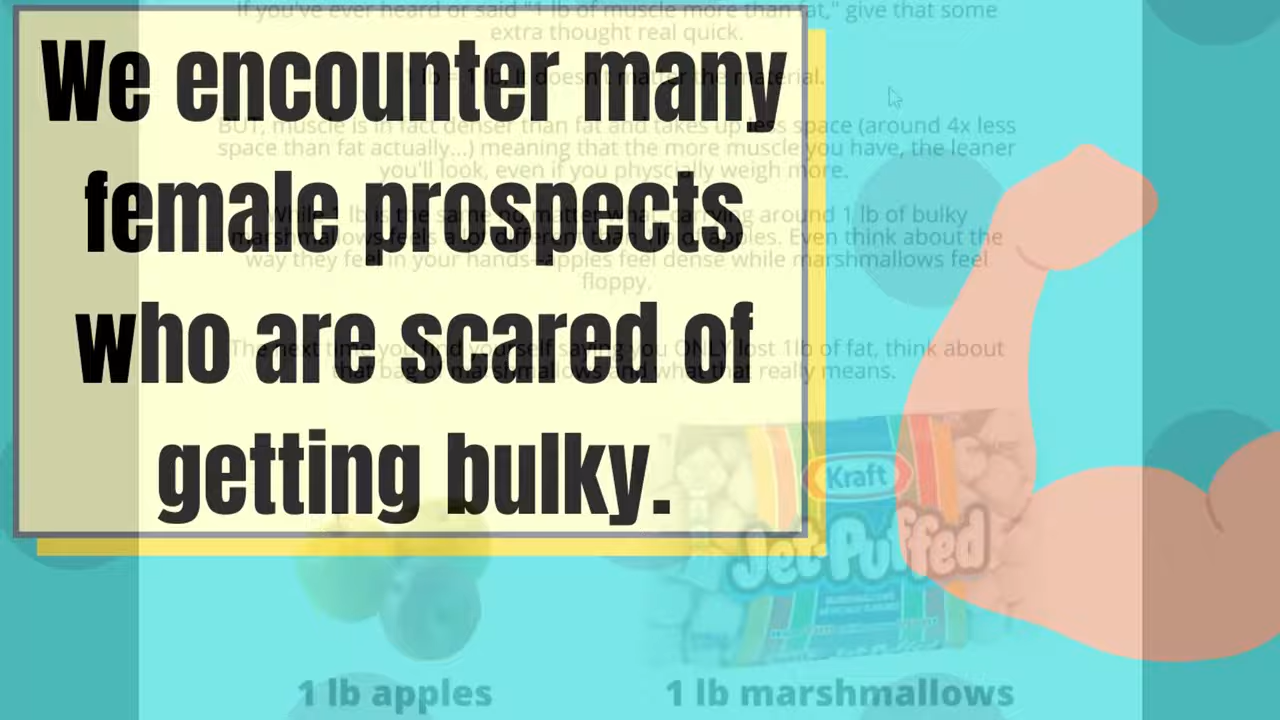 We encounter many
female prospects
who are scared of
getting bulky.
If you've ever heard or said "1 lb of muscle more than fat," give that some
extra thought real quick.
1 lb = 1 lb. It doesn't matter the material.
BUT, muscle is in fact denser than fat and takes up less space (around 4x less
space than fat actually...) meaning that the more muscle you have, the leaner
you'll look, even if you physcially weigh more.
While 1 lb is the same no matter what, carrying around 1 lb of bulky
marshmallows feels a lot different than 1lb of apples. Even think about the
way they feel in your hands- apples feel dense while marshmallows feel
floppy.
The next time you find yourself saying you ONLY lost 1lb of fat, think about
that bag of marshmallows and what that really means.
Kraft
Jet-Puffed
MARSHMALLOWS
1 lb apples
1 lb marshmallows